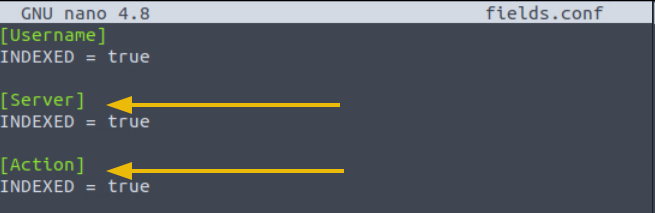 GNU nano 4.8 fields.conf
[Username]
INDEXED = true
[Server]
INDEXED = true
[Action]
INDEXED = true